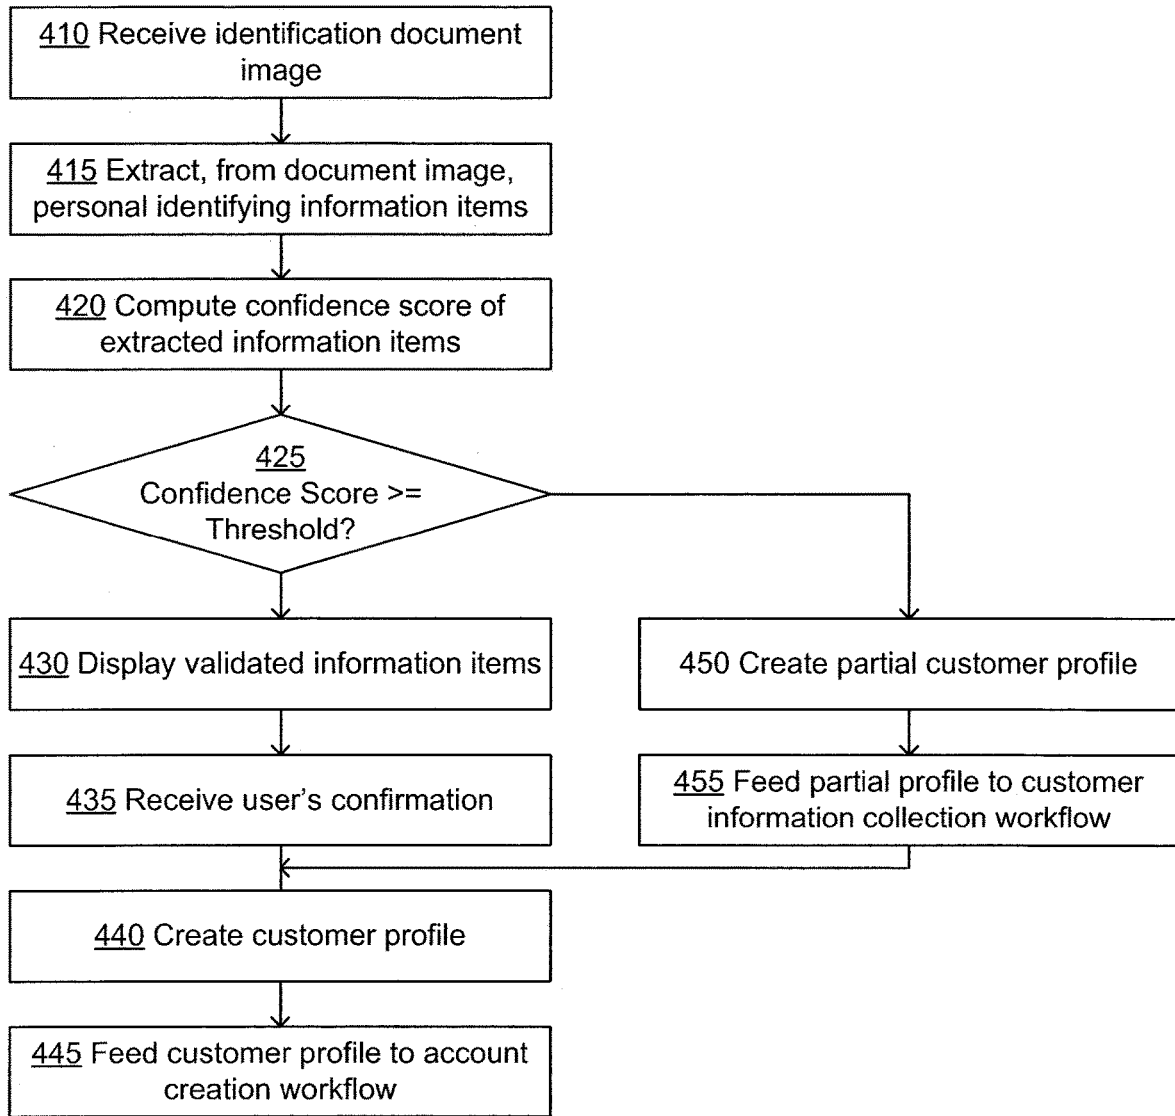 410 Receive identification document
image
415 Extract, from document image,
personal identifying information items
420 Compute confidence score of
extracted information items
425
Confidence Score >=
Threshold?
430 Display validated information items
450 Create partial customer profile
435 Receive user's confirmation
455 Feed partial profile to customer
information collection workflow
440 Create customer profile
445 Feed customer profile to account
creation workflow